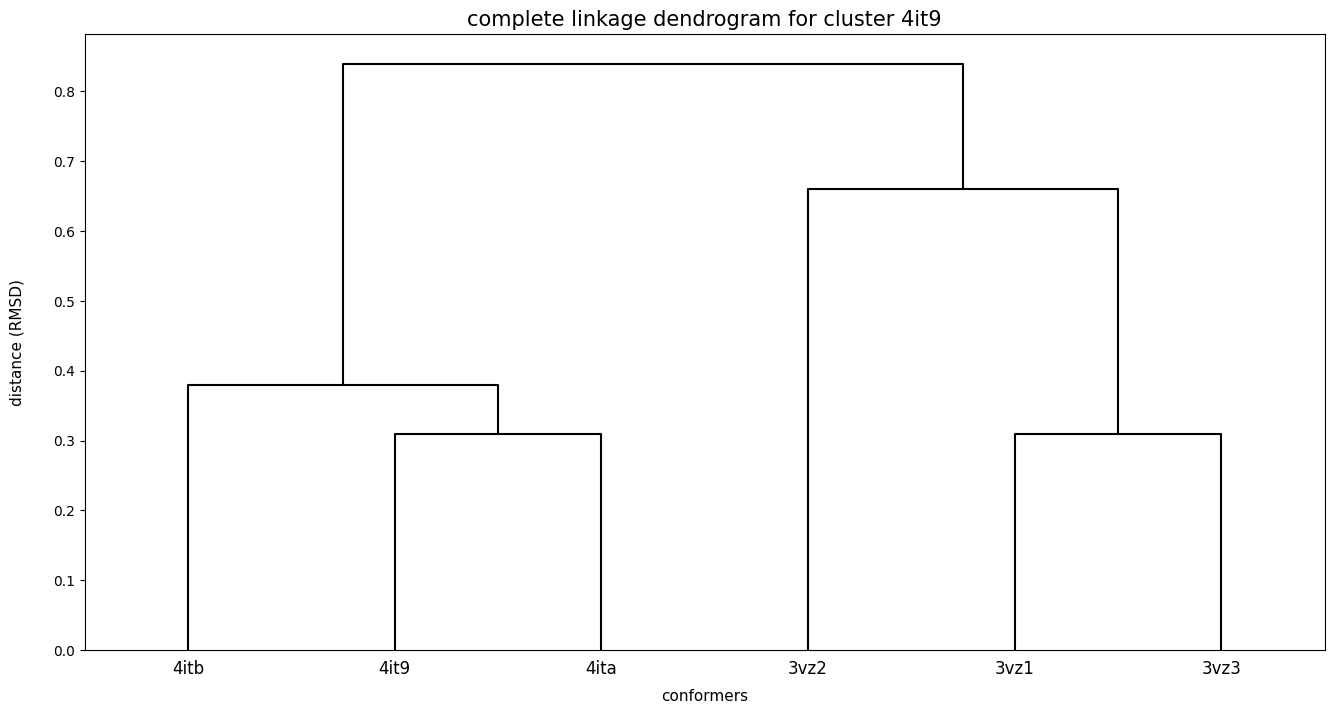 complete linkage dendrogram for cluster 4it9
0.8
0.7
0.6
0.5
0.4
0.3
0.2
0.1
0.0
distance (RMSD)
4itb 4it9 4ita 3vz2 3vz1 3vz3
conformers